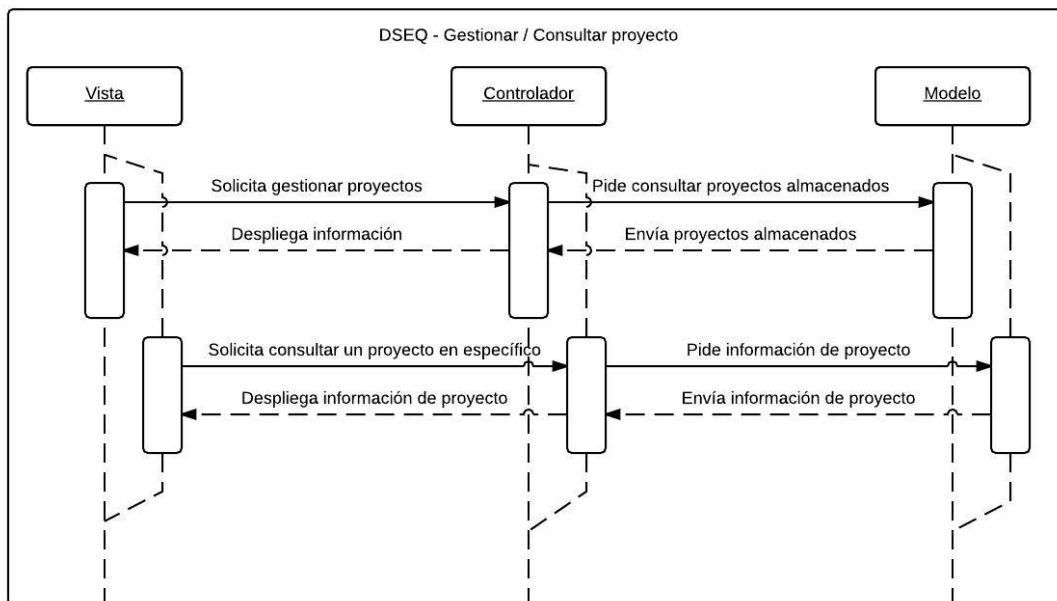 DSEQ - Gestionar / Consultar proyecto
Vista
Controlador
Modelo
Solicita gestionar proyectos
Pide consultar proyectos almacenados
Despliega información
Envía proyectos almacenados
Solicita consultar un proyecto en específico
Pide información de proyecto
Despliega información de proyecto
Envía información de proyecto